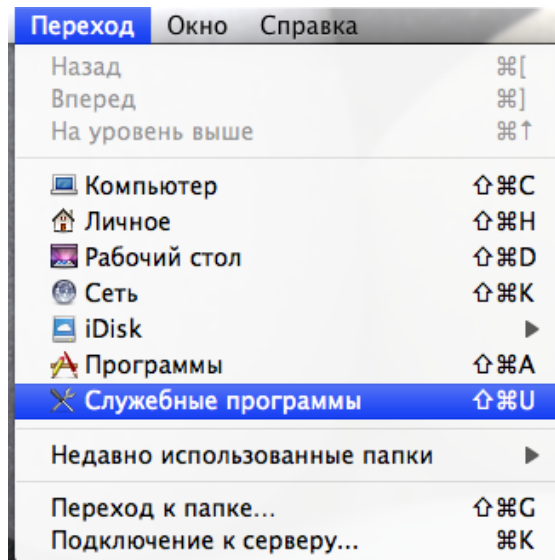 Переход Окно Справка
Назад ⌘[
Вперед ⌘]
На уровень выше ⌘↑
Компьютер ⇧⌘C
Личное ⇧⌘H
Рабочий стол ⇧⌘D
Сеть ⇧⌘K
iDisk ▶
Программы ⇧⌘A
Служебные программы ⇧⌘U
Недавно использованные папки ▶
Переход к папке... ⇧⌘G
Подключение к серверу... ⌘K